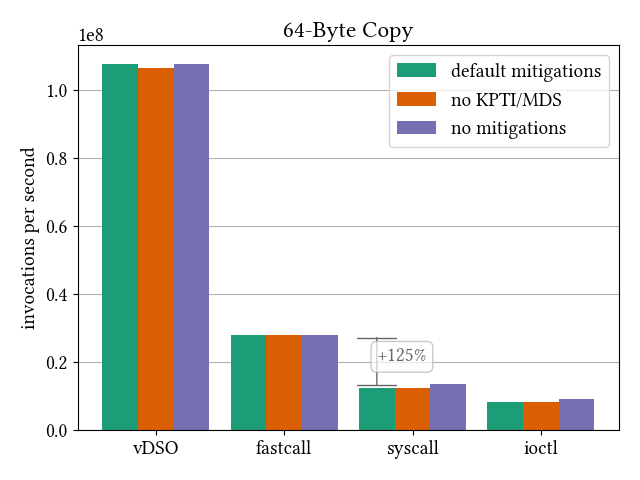 64-Byte Copy
1e8
default mitigations
no KPTI/MDS
no mitigations
invocations per second
1.0
0.8
0.6
0.4
0.2
0.0
+125%
vDSO fastcall syscall ioctl